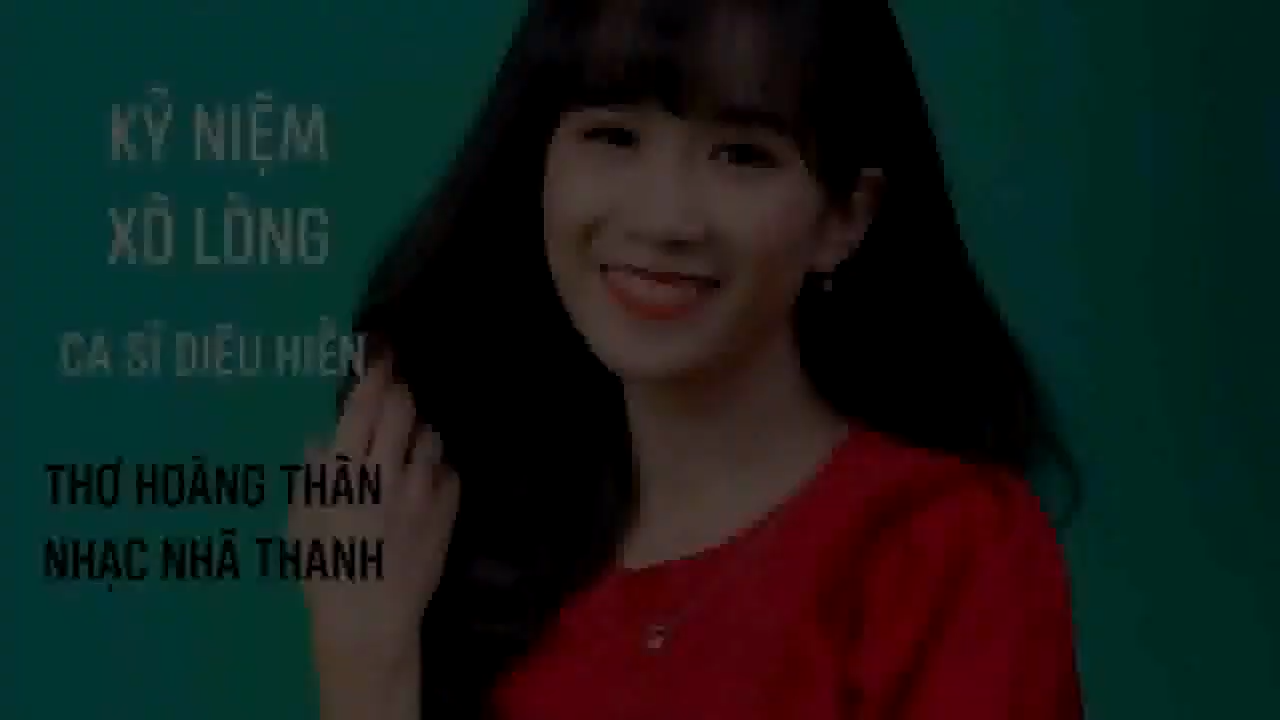 KỶ NIỆM
XÔ LÒNG
CA SĨ DIỆU HIỀN
THƠ HOÀNG THÂN
NHẠC NHÃ THANH